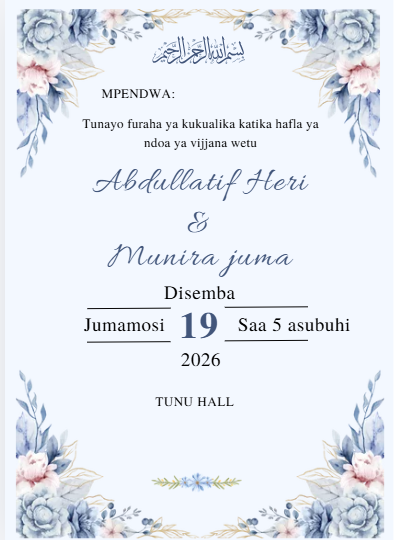 بسم الله الرحمن الرحيم
MPENDWA:
Tunayo furaha ya kukualika katika hafla ya
ndoa ya vijjana wetu
Abdullatif Heri
&
Munira juma
Disemba
Jumamosi 19 Saa 5 asubuhi
2026
TUNU HALL